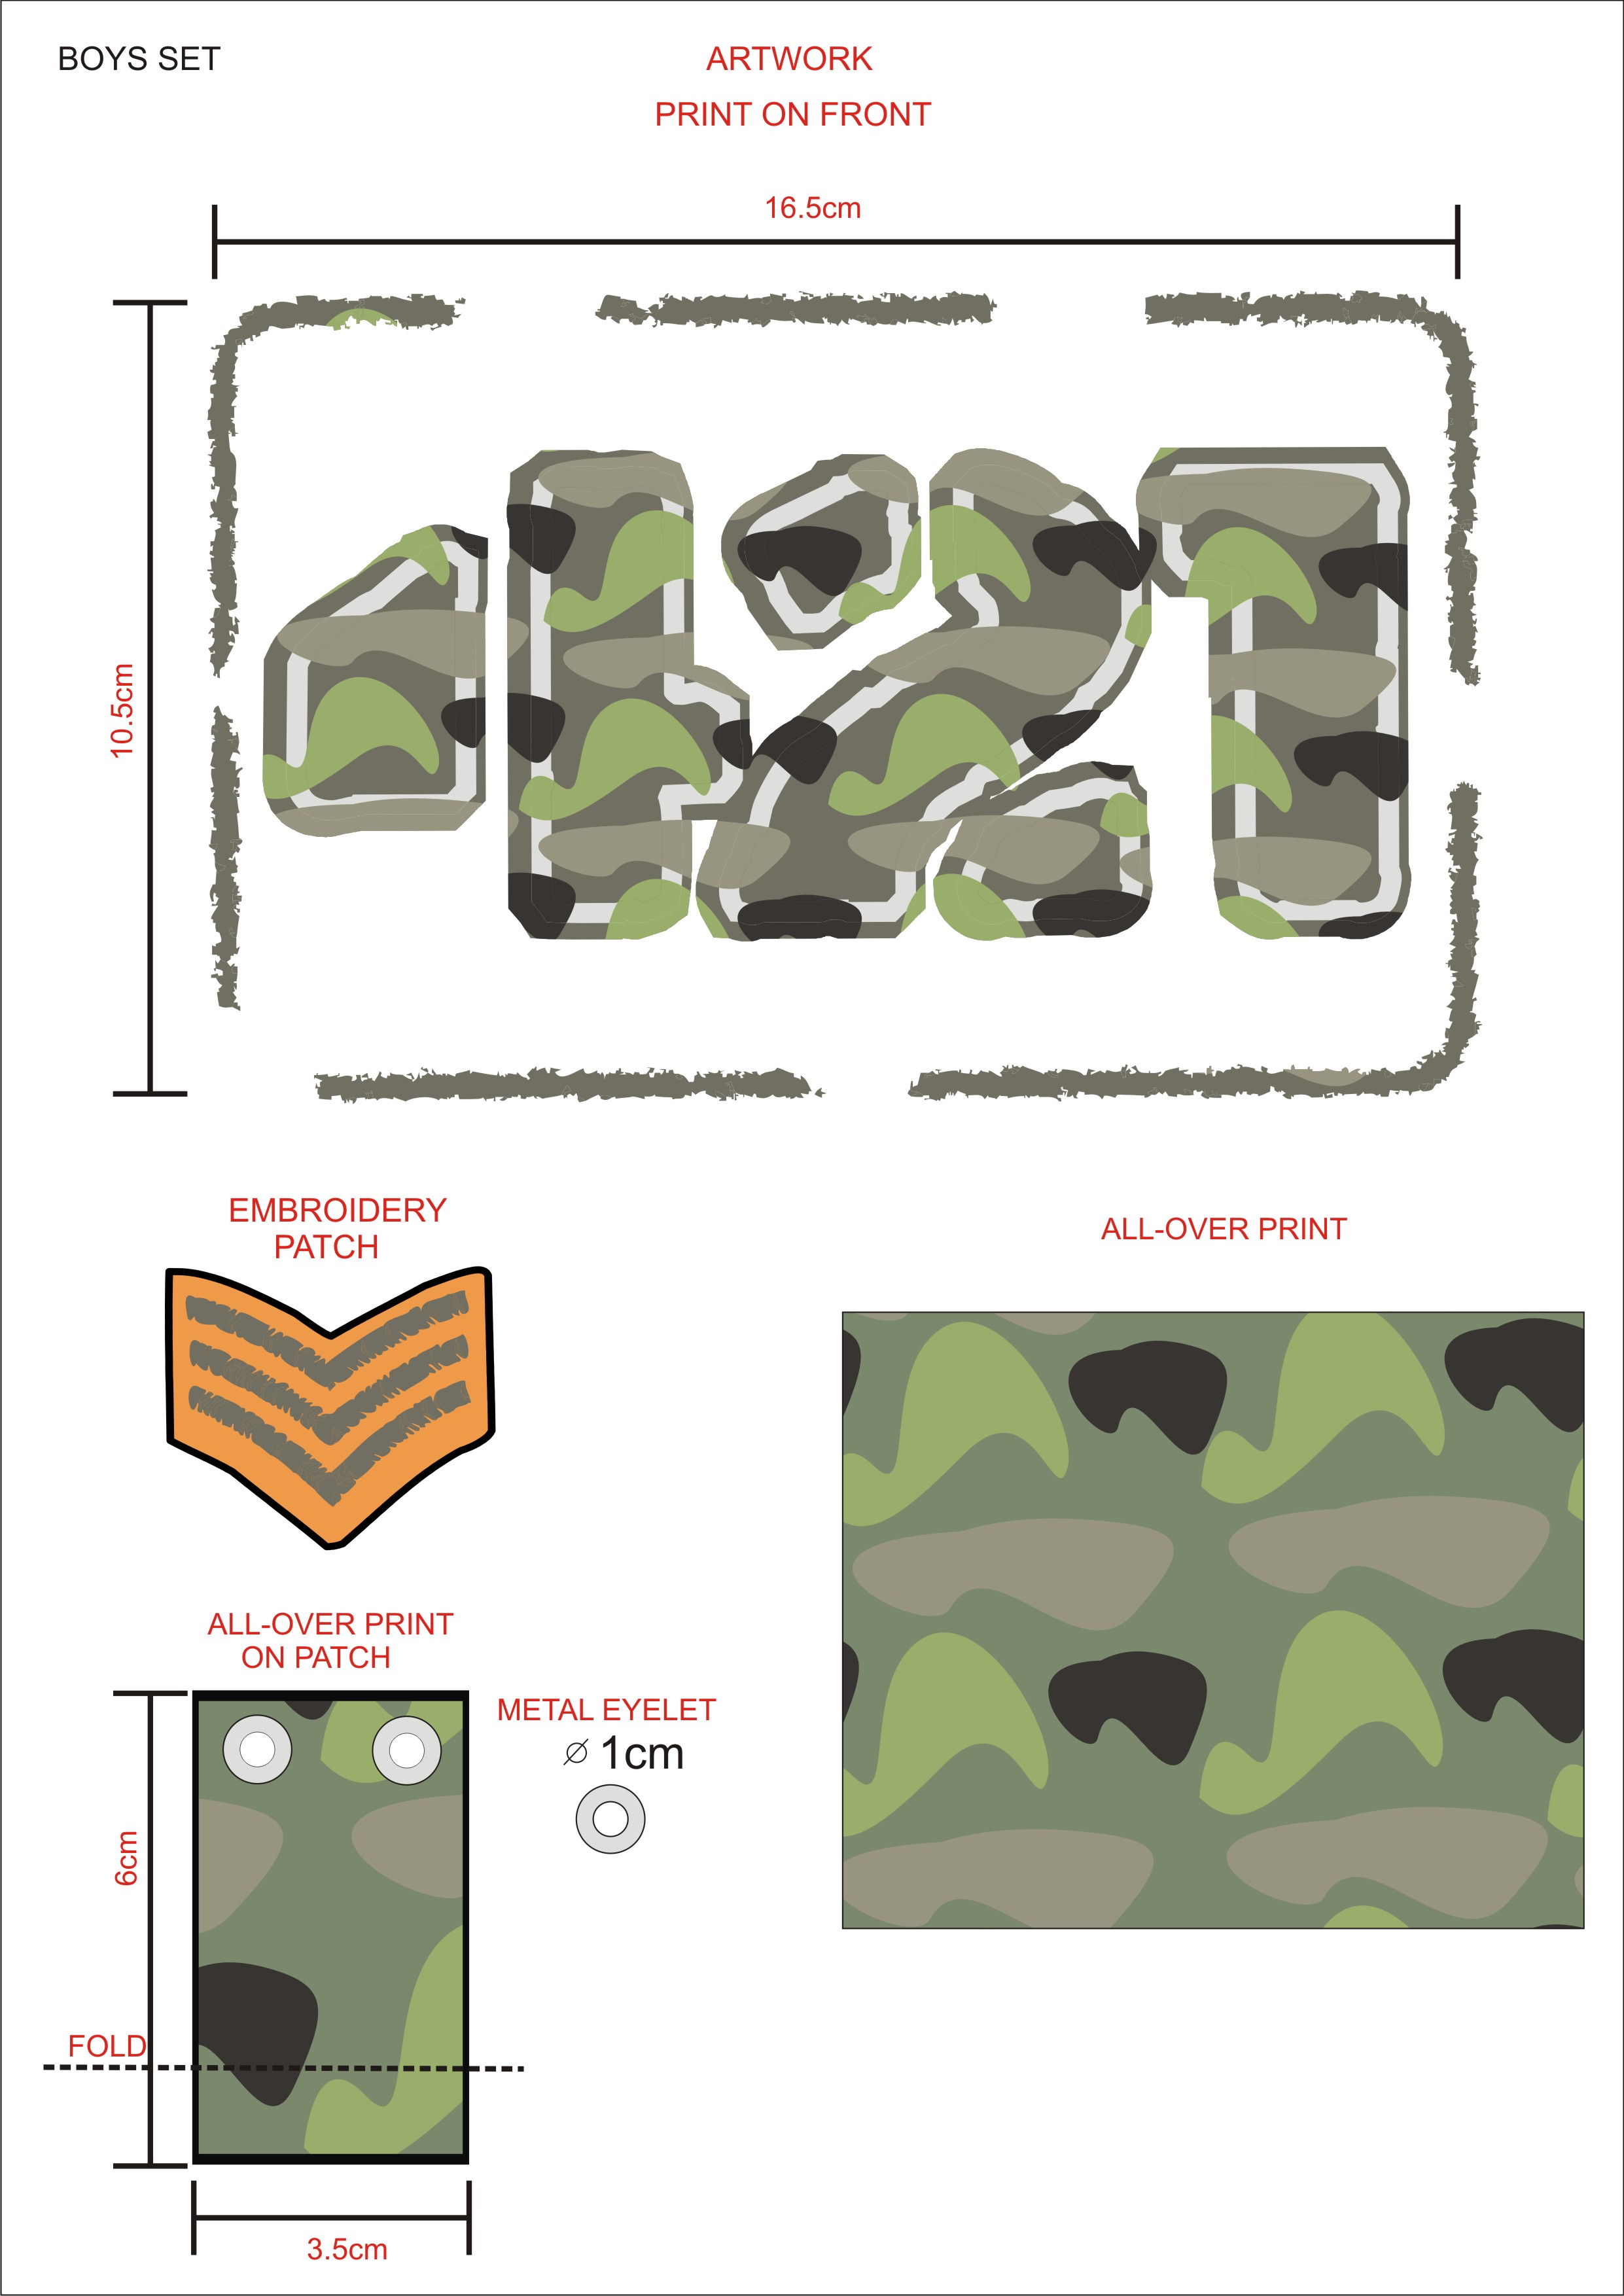 BOYS SET
ARTWORK
PRINT ON FRONT
16.5cm
10.5cm
421
EMBROIDERY
PATCH
ALL-OVER PRINT
ALL-OVER PRINT
ON PATCH
METAL EYELET
⌀ 1cm
6cm
FOLD
3.5cm